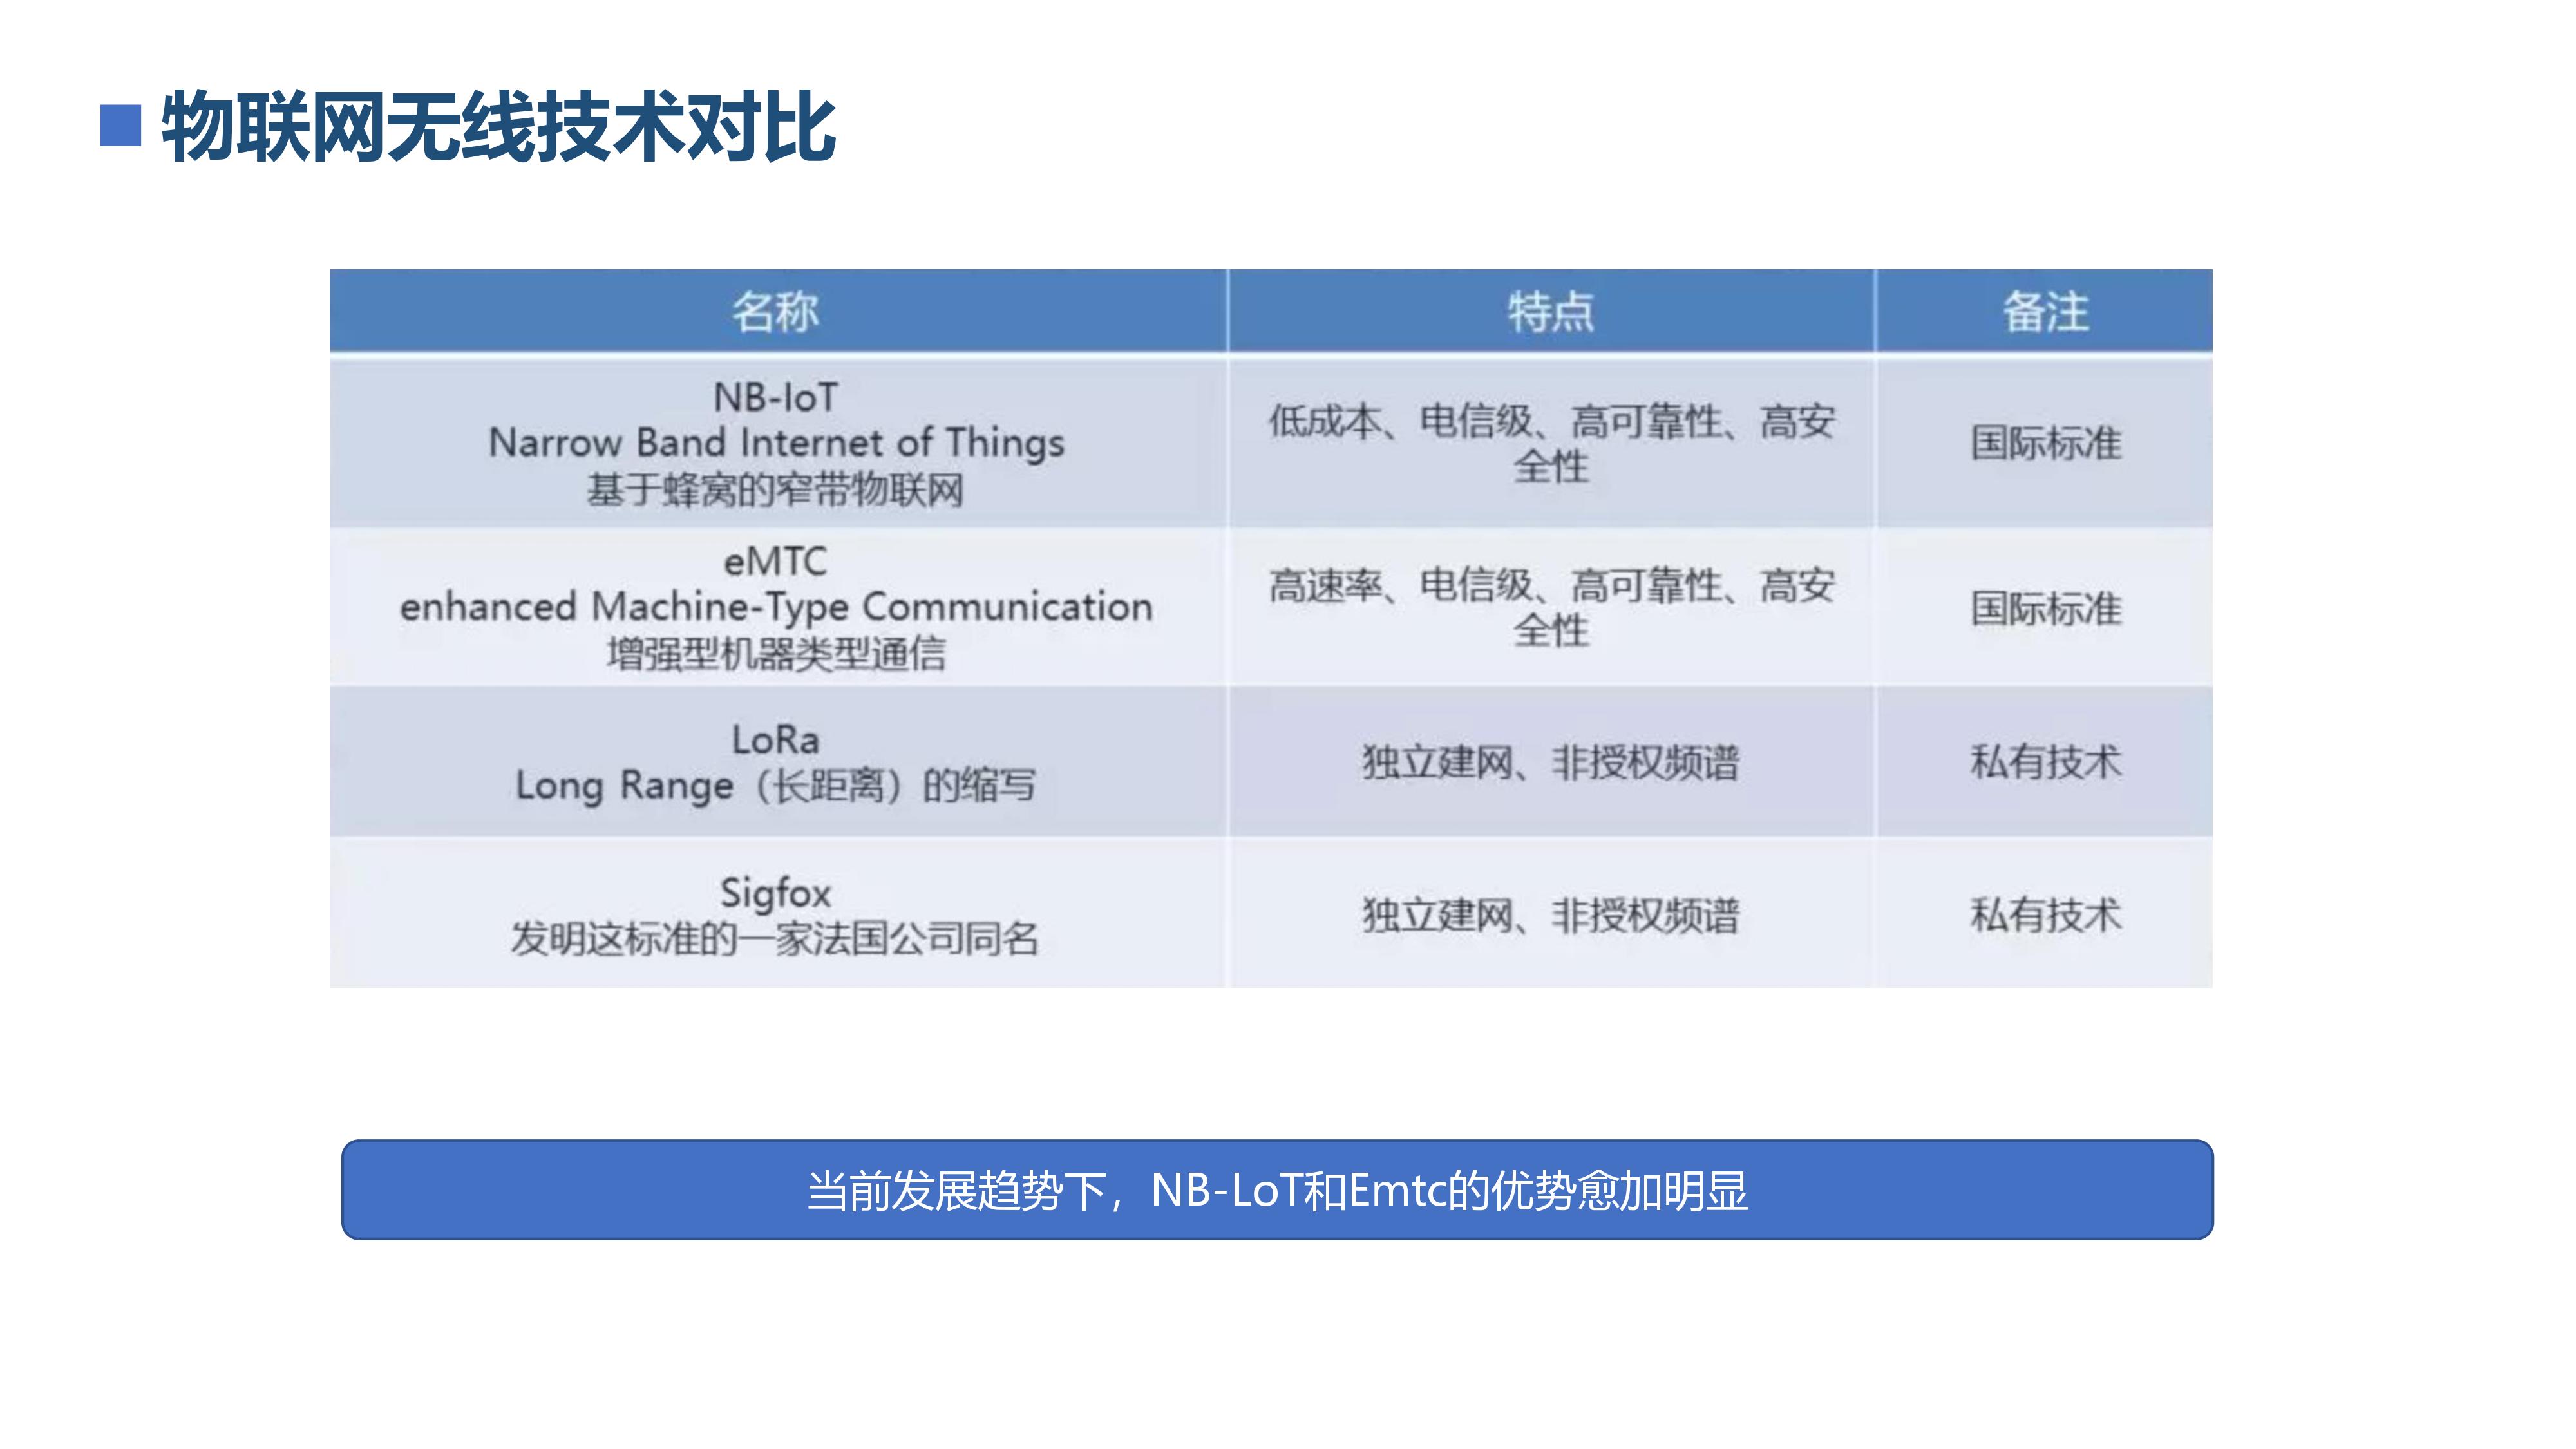 物联网无线技术对比
名称 特点 备注
NB-IoT
Narrow Band Internet of Things
基于蜂窝的窄带物联网
低成本、电信级、高可靠性、高安
全性
国际标准
eMTC
enhanced Machine-Type Communication
增强型机器类型通信
高速率、电信级、高可靠性、高安
全性
国际标准
LoRa
Long Range（长距离）的缩写
独立建网、非授权频谱
私有技术
Sigfox
发明这标准的一家法国公司同名
独立建网、非授权频谱
私有技术
当前发展趋势下，NB-LoT和Emtc的优势愈加明显